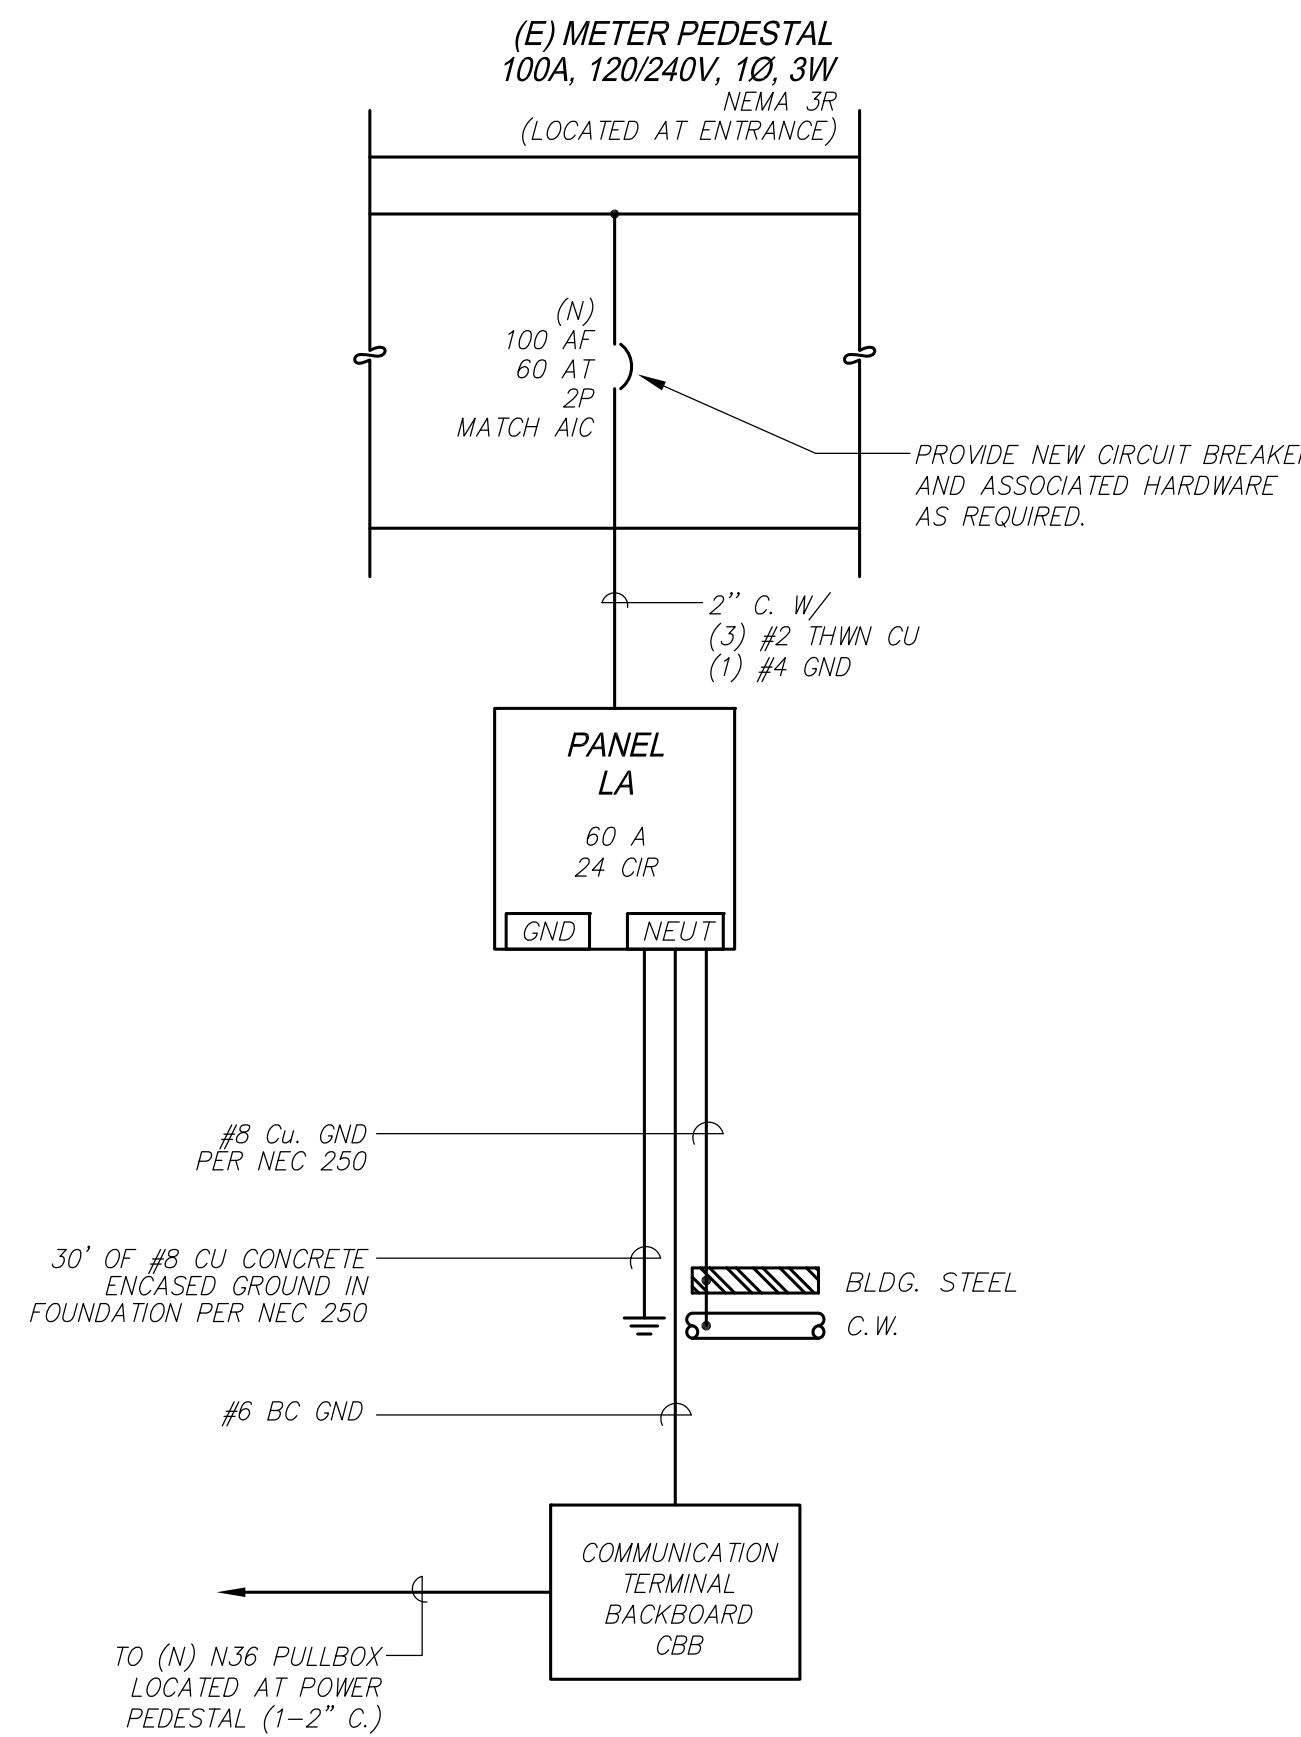 (E) METER PEDESTAL
100A, 120/240V, 1Ø, 3W
NEMA 3R
(LOCATED AT ENTRANCE)
(N)
100 AF
60 AT
2P
MATCH AIC
PROVIDE NEW CIRCUIT BREAKER
AND ASSOCIATED HARDWARE
AS REQUIRED.
2" C. W/
(3) #2 THWN CU
(1) #4 GND
PANEL
LA
60 A
24 CIR
GND
NEUT
#8 Cu. GND
PER NEC 250
30' OF #8 CU CONCRETE
ENCASED GROUND IN
FOUNDATION PER NEC 250
BLDG. STEEL
C.W.
#6 BC GND
COMMUNICATION
TERMINAL
BACKBOARD
CBB
TO (N) N36 PULLBOX
LOCATED AT POWER
PEDESTAL (1-2" C.)